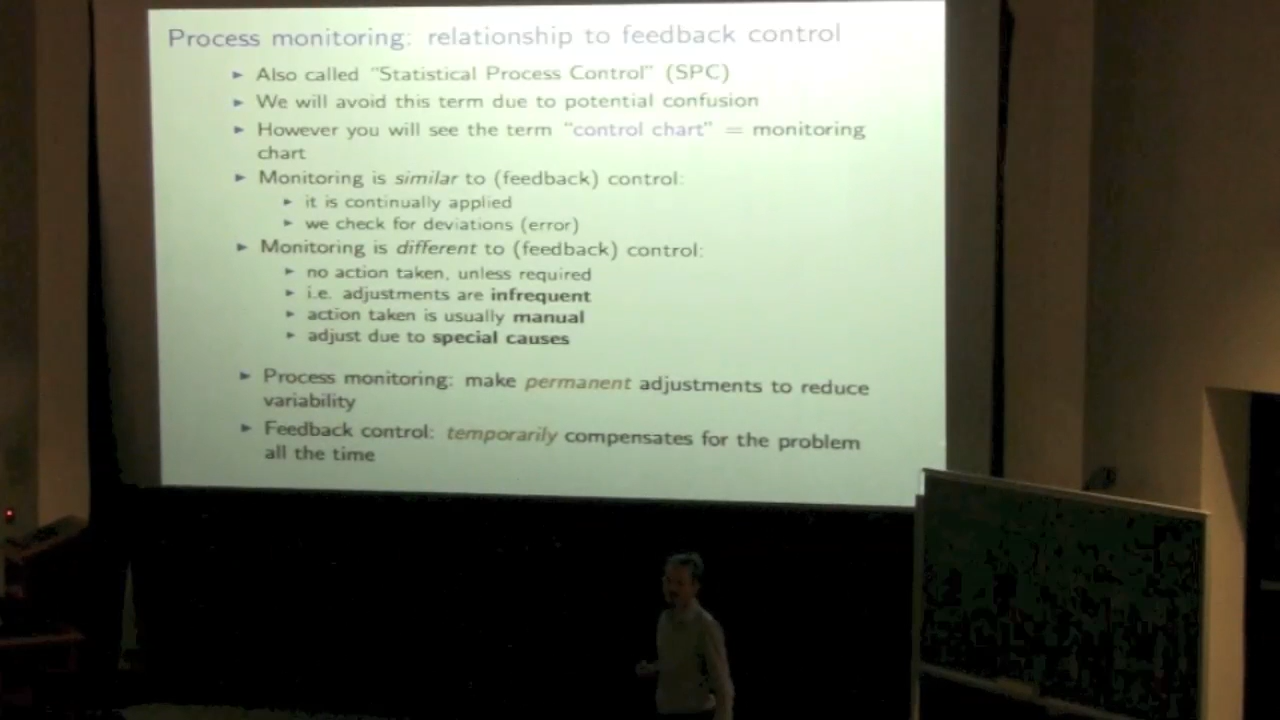 Process monitoring: relationship to feedback control
► Also called "Statistical Process Control" (SPC)
► We will avoid this term due to potential confusion
► However you will see the term "control chart" = monitoring
chart
► Monitoring is similar to (feedback) control:
► it is continually applied
► we check for deviations (error)
► Monitoring is different to (feedback) control:
► no action taken, unless required
► i.e. adjustments are infrequent
► action taken is usually manual
► adjust due to special causes
► Process monitoring: make permanent adjustments to reduce
variability
► Feedback control: temporarily compensates for the problem
all the time